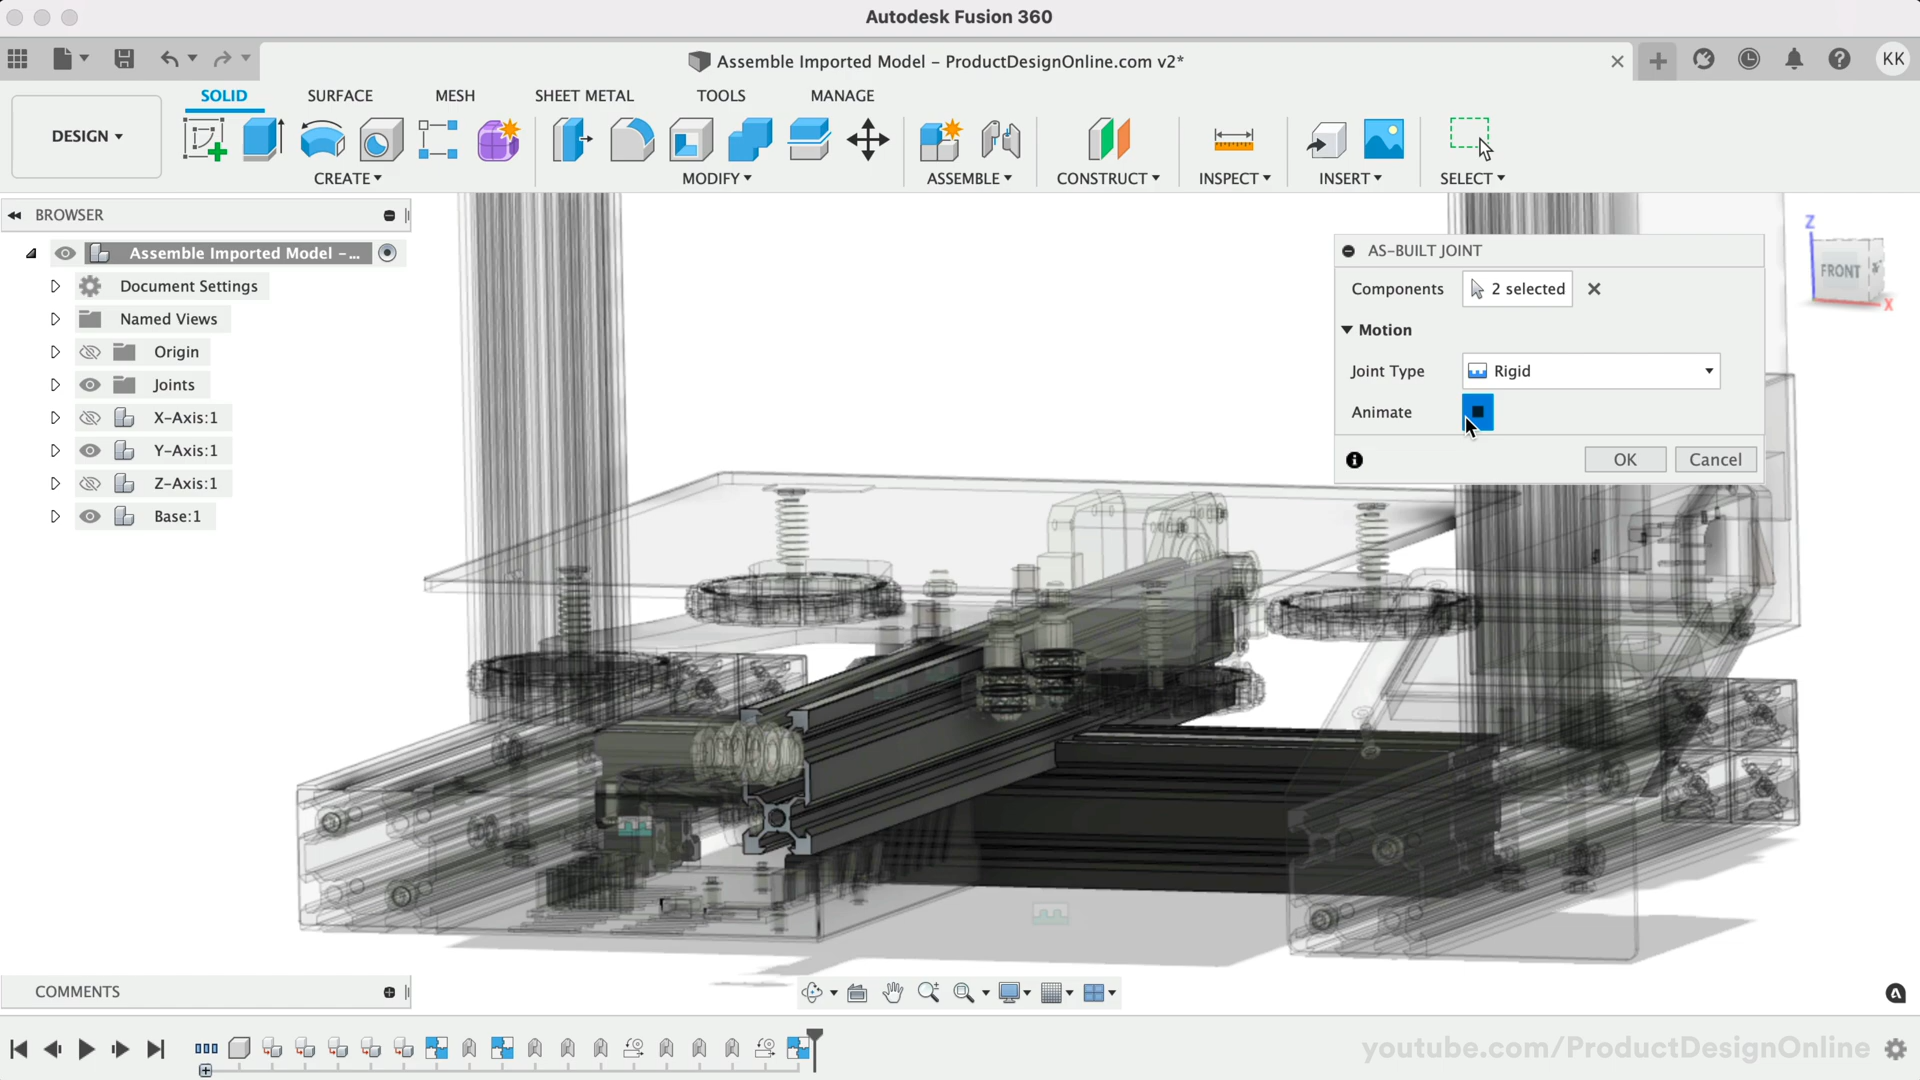 Autodesk Fusion 360
Assemble Imported Model – ProductDesignOnline.com v2*
KK
SOLID SURFACE MESH SHEET METAL TOOLS MANAGE
DESIGN
CREATE MODIFY ASSEMBLE CONSTRUCT INSPECT INSERT SELECT
BROWSER
Assemble Imported Model –...
Document Settings
Named Views
Origin
Joints
X-Axis:1
Y-Axis:1
Z-Axis:1
Base:1
AS-BUILT JOINT
Components 2 selected
Motion
Joint Type Rigid
Animate
OK Cancel
Z
FRONT
X
COMMENTS
youtube.com/ProductDesignOnline